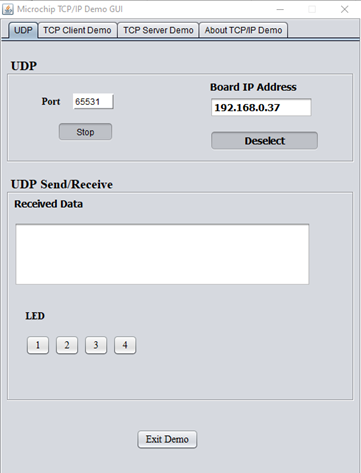 Microchip TCP/IP Demo GUI
UDP TCP Client Demo TCP Server Demo About TCP/IP Demo
UDP
Board IP Address
Port 65531
192.168.0.37
Stop
Deselect
UDP Send/Receive
Received Data
LED
1 2 3 4
Exit Demo